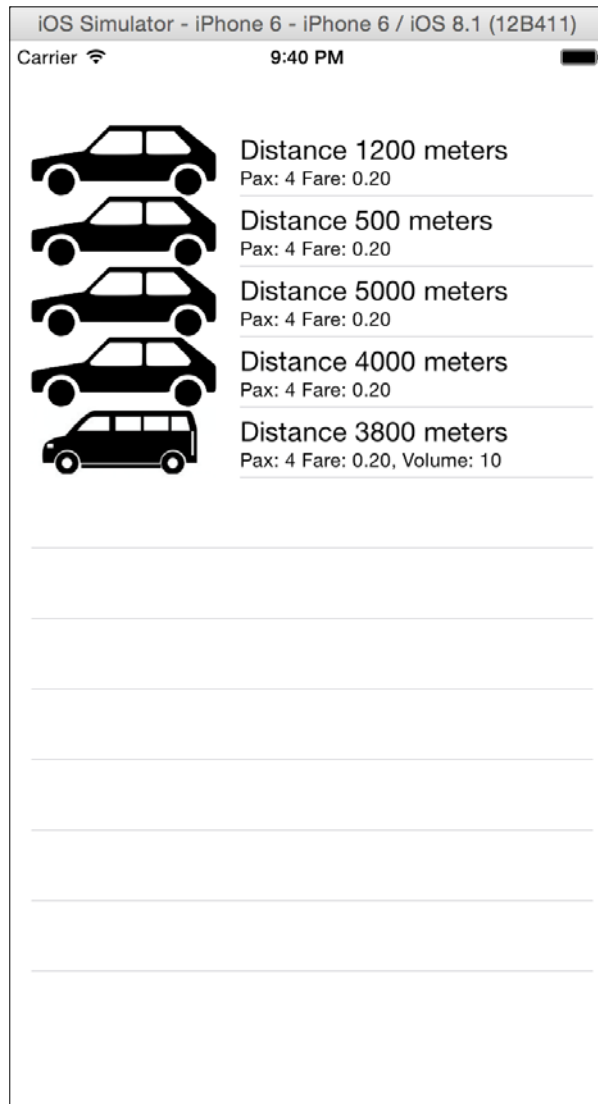 iOS Simulator - iPhone 6 - iPhone 6 / iOS 8.1 (12B411)
Carrier 9:40 PM
Distance 1200 meters
Pax: 4 Fare: 0.20
Distance 500 meters
Pax: 4 Fare: 0.20
Distance 5000 meters
Pax: 4 Fare: 0.20
Distance 4000 meters
Pax: 4 Fare: 0.20
Distance 3800 meters
Pax: 4 Fare: 0.20, Volume: 10